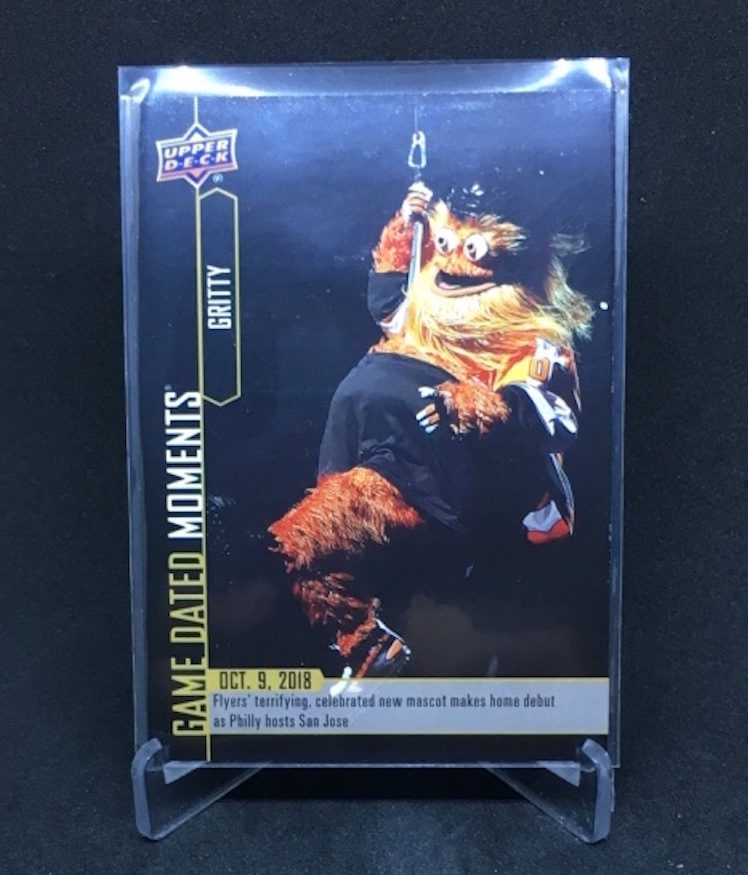 UPPER
D·E·C·K
GRITTY
GAME DATED MOMENTS®
OCT. 9, 2018
Flyers' terrifying, celebrated new mascot makes home debut
as Philly hosts San Jose